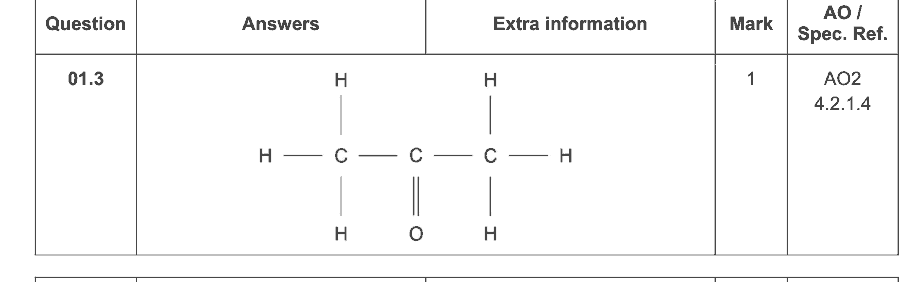 Question Answers Extra information Mark AO /
Spec. Ref.
01.3 H H 1 AO2
4.2.1.4
H C C C H
H O H